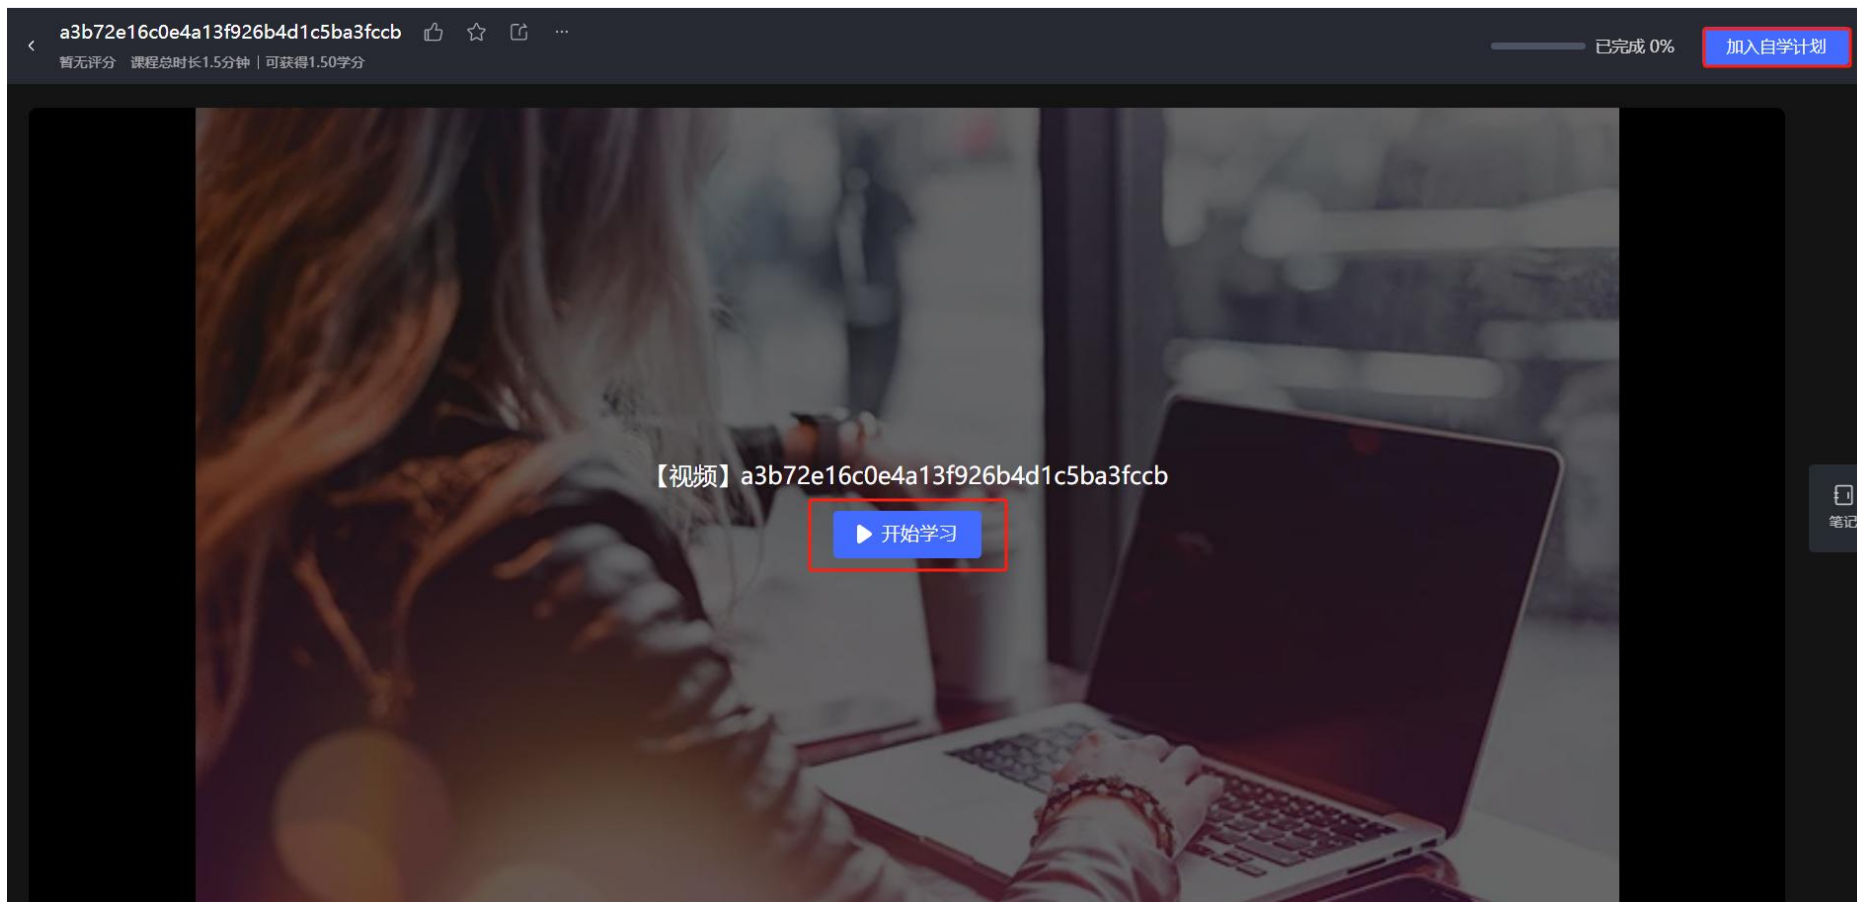 a3b72e16c0e4a13f926b4d1c5ba3fccb
暂无评分 课程总时长1.5分钟｜可获得1.50学分
已完成 0%
加入自学计划
【视频】a3b72e16c0e4a13f926b4d1c5ba3fccb
开始学习
笔记